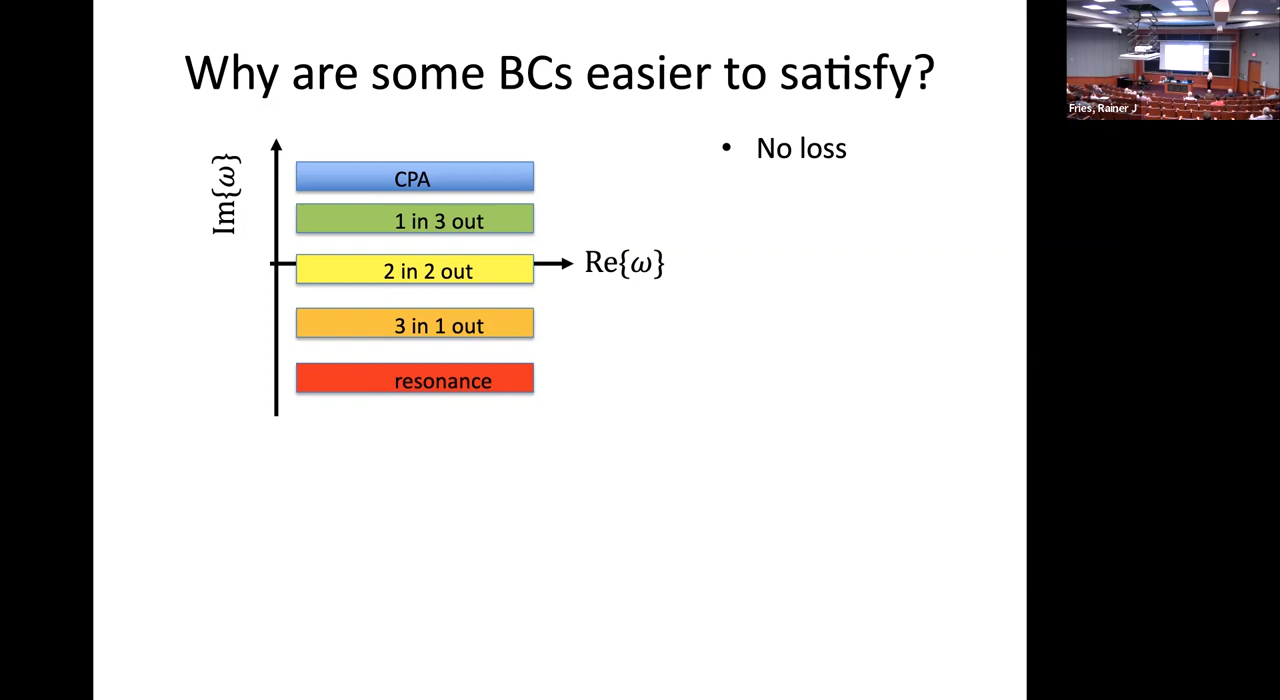 Why are some BCs easier to satisfy?
Im{ω}
CPA
1 in 3 out
2 in 2 out
Re{ω}
3 in 1 out
resonance
• No loss
Fries, Rainer J